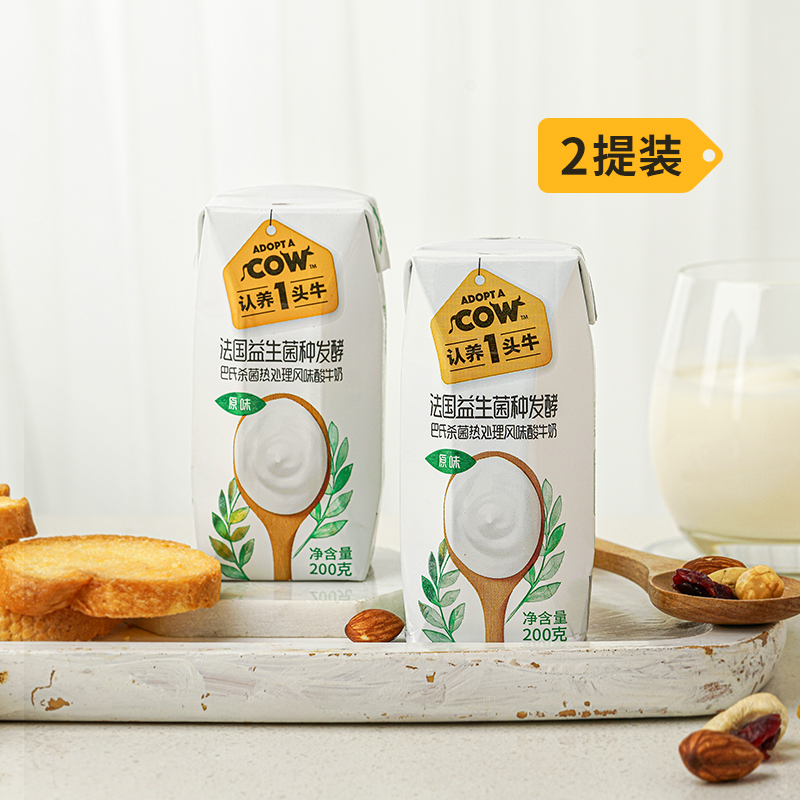 2提装
ADOPT A
COW™
认养1头牛
法国益生菌种发酵
巴氏杀菌热处理风味酸牛奶
原味
净含量
200克
ADOPT A
COW™
认养1头牛
法国益生菌种发酵
巴氏杀菌热处理风味酸牛奶
原味
净含量
200克